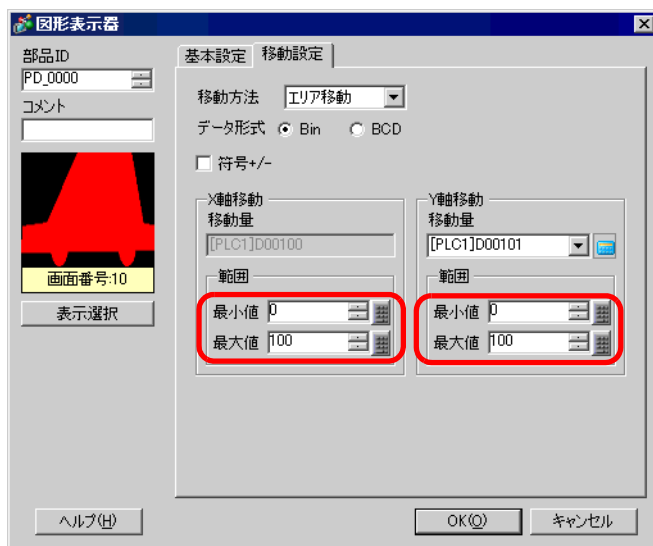 図形表示器
部品ID
PD_0000
コメント
画面番号:10
表示選択
基本設定 移動設定
移動方法 エリア移動
データ形式 Bin BCD
符号+/-
X軸移動
移動量
[PLC1]D00100
範囲
最小値 0
最大値 100
Y軸移動
移動量
[PLC1]D00101
範囲
最小値 0
最大値 100
ヘルプ(H) OK(O) キャンセル